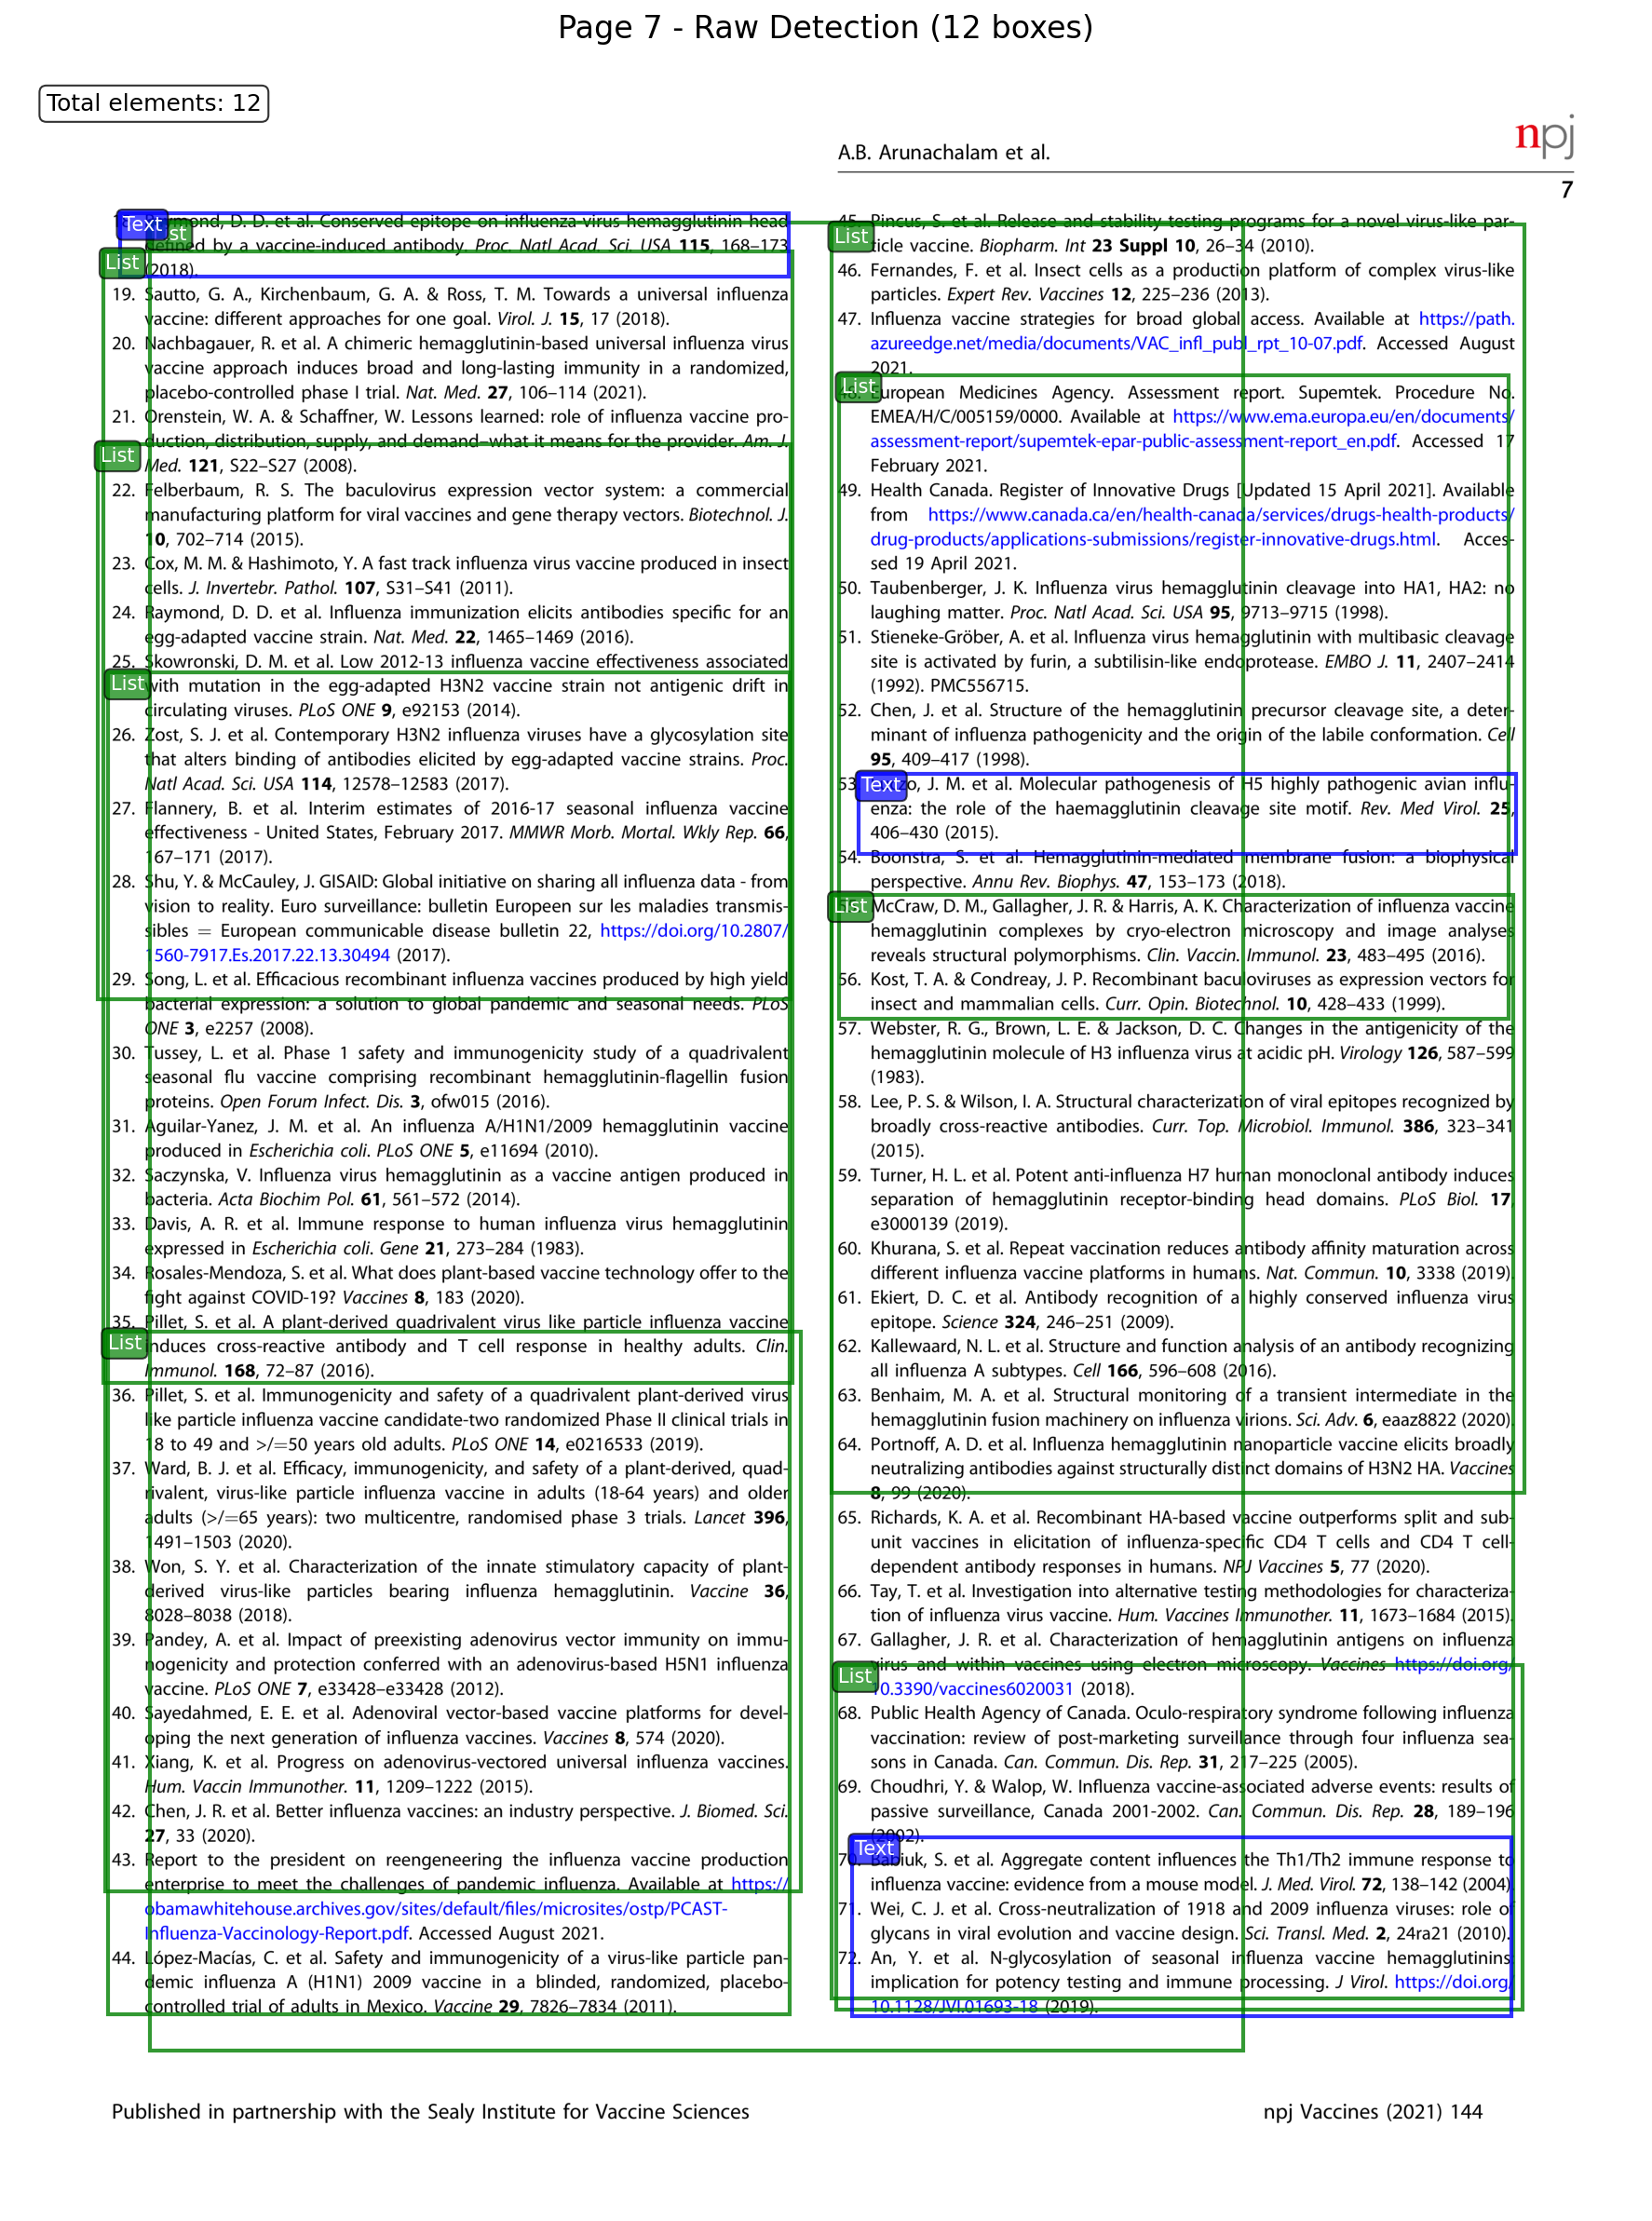 Page 7 - Raw Detection (12 boxes)
Total elements: 12
A.B. Arunachalam et al.
npj
7
Text
List
18. Raymond, D. D. et al. Conserved epitope on influenza virus hemagglutinin head
defined by a vaccine-induced antibody. Proc. Natl Acad. Sci. USA 115, 168–173
List
(2018).
19. Sautto, G. A., Kirchenbaum, G. A. & Ross, T. M. Towards a universal influenza
vaccine: different approaches for one goal. Virol. J. 15, 17 (2018).
20. Nachbagauer, R. et al. A chimeric hemagglutinin-based universal influenza virus
vaccine approach induces broad and long-lasting immunity in a randomized,
placebo-controlled phase I trial. Nat. Med. 27, 106–114 (2021).
21. Orenstein, W. A. & Schaffner, W. Lessons learned: role of influenza vaccine pro-
duction, distribution, supply, and demand–what it means for the provider. Am. J.
List
Med. 121, S22–S27 (2008).
22. Felberbaum, R. S. The baculovirus expression vector system: a commercial
manufacturing platform for viral vaccines and gene therapy vectors. Biotechnol. J.
10, 702–714 (2015).
23. Cox, M. M. & Hashimoto, Y. A fast track influenza virus vaccine produced in insect
cells. J. Invertebr. Pathol. 107, S31–S41 (2011).
24. Raymond, D. D. et al. Influenza immunization elicits antibodies specific for an
egg-adapted vaccine strain. Nat. Med. 22, 1465–1469 (2016).
25. Skowronski, D. M. et al. Low 2012-13 influenza vaccine effectiveness associated
List
with mutation in the egg-adapted H3N2 vaccine strain not antigenic drift in
circulating viruses. PLoS ONE 9, e92153 (2014).
26. Zost, S. J. et al. Contemporary H3N2 influenza viruses have a glycosylation site
that alters binding of antibodies elicited by egg-adapted vaccine strains. Proc.
Natl Acad. Sci. USA 114, 12578–12583 (2017).
27. Flannery, B. et al. Interim estimates of 2016-17 seasonal influenza vaccine
effectiveness - United States, February 2017. MMWR Morb. Mortal. Wkly Rep. 66,
167–171 (2017).
28. Shu, Y. & McCauley, J. GISAID: Global initiative on sharing all influenza data - from
vision to reality. Euro surveillance: bulletin Europeen sur les maladies transmis-
sibles = European communicable disease bulletin 22, https://doi.org/10.2807/
1560-7917.Es.2017.22.13.30494 (2017).
29. Song, L. et al. Efficacious recombinant influenza vaccines produced by high yield
bacterial expression: a solution to global pandemic and seasonal needs. PLoS
ONE 3, e2257 (2008).
30. Tussey, L. et al. Phase 1 safety and immunogenicity study of a quadrivalent
seasonal flu vaccine comprising recombinant hemagglutinin-flagellin fusion
proteins. Open Forum Infect. Dis. 3, ofw015 (2016).
31. Aguilar-Yanez, J. M. et al. An influenza A/H1N1/2009 hemagglutinin vaccine
produced in Escherichia coli. PLoS ONE 5, e11694 (2010).
32. Saczynska, V. Influenza virus hemagglutinin as a vaccine antigen produced in
bacteria. Acta Biochim Pol. 61, 561–572 (2014).
33. Davis, A. R. et al. Immune response to human influenza virus hemagglutinin
expressed in Escherichia coli. Gene 21, 273–284 (1983).
34. Rosales-Mendoza, S. et al. What does plant-based vaccine technology offer to the
fight against COVID-19? Vaccines 8, 183 (2020).
35. Pillet, S. et al. A plant-derived quadrivalent virus like particle influenza vaccine
List
induces cross-reactive antibody and T cell response in healthy adults. Clin.
Immunol. 168, 72–87 (2016).
36. Pillet, S. et al. Immunogenicity and safety of a quadrivalent plant-derived virus
like particle influenza vaccine candidate-two randomized Phase II clinical trials in
18 to 49 and >/=50 years old adults. PLoS ONE 14, e0216533 (2019).
37. Ward, B. J. et al. Efficacy, immunogenicity, and safety of a plant-derived, quad-
rivalent, virus-like particle influenza vaccine in adults (18-64 years) and older
adults (>/=65 years): two multicentre, randomised phase 3 trials. Lancet 396,
1491–1503 (2020).
38. Won, S. Y. et al. Characterization of the innate stimulatory capacity of plant-
derived virus-like particles bearing influenza hemagglutinin. Vaccine 36,
8028–8038 (2018).
39. Pandey, A. et al. Impact of preexisting adenovirus vector immunity on immu-
nogenicity and protection conferred with an adenovirus-based H5N1 influenza
vaccine. PLoS ONE 7, e33428–e33428 (2012).
40. Sayedahmed, E. E. et al. Adenoviral vector-based vaccine platforms for devel-
oping the next generation of influenza vaccines. Vaccines 8, 574 (2020).
41. Xiang, K. et al. Progress on adenovirus-vectored universal influenza vaccines.
Hum. Vaccin Immunother. 11, 1209–1222 (2015).
42. Chen, J. R. et al. Better influenza vaccines: an industry perspective. J. Biomed. Sci.
27, 33 (2020).
43. Report to the president on reengeneering the influenza vaccine production
enterprise to meet the challenges of pandemic influenza. Available at https://
obamawhitehouse.archives.gov/sites/default/files/microsites/ostp/PCAST-
Influenza-Vaccinology-Report.pdf. Accessed August 2021.
44. López-Macías, C. et al. Safety and immunogenicity of a virus-like particle pan-
demic influenza A (H1N1) 2009 vaccine in a blinded, randomized, placebo-
controlled trial of adults in Mexico. Vaccine 29, 7826–7834 (2011).
45. Pincus, S. et al. Release and stability testing programs for a novel virus-like par-
List
ticle vaccine. Biopharm. Int 23 Suppl 10, 26–34 (2010).
46. Fernandes, F. et al. Insect cells as a production platform of complex virus-like
particles. Expert Rev. Vaccines 12, 225–236 (2013).
47. Influenza vaccine strategies for broad global access. Available at https://path.
azureedge.net/media/documents/VAC_infl_publ_rpt_10-07.pdf. Accessed August
2021.
List
48. European Medicines Agency. Assessment report. Supemtek. Procedure No.
EMEA/H/C/005159/0000. Available at https://www.ema.europa.eu/en/documents/
assessment-report/supemtek-epar-public-assessment-report_en.pdf. Accessed 17
February 2021.
49. Health Canada. Register of Innovative Drugs [Updated 15 April 2021]. Available
from https://www.canada.ca/en/health-canada/services/drugs-health-products/
drug-products/applications-submissions/register-innovative-drugs.html. Acces-
sed 19 April 2021.
50. Taubenberger, J. K. Influenza virus hemagglutinin cleavage into HA1, HA2: no
laughing matter. Proc. Natl Acad. Sci. USA 95, 9713–9715 (1998).
51. Stieneke-Gröber, A. et al. Influenza virus hemagglutinin with multibasic cleavage
site is activated by furin, a subtilisin-like endoprotease. EMBO J. 11, 2407–2414
(1992). PMC556715.
52. Chen, J. et al. Structure of the hemagglutinin precursor cleavage site, a deter-
minant of influenza pathogenicity and the origin of the labile conformation. Cell
95, 409–417 (1998).
Text
53. J. M. et al. Molecular pathogenesis of H5 highly pathogenic avian influ-
enza: the role of the haemagglutinin cleavage site motif. Rev. Med Virol. 25,
406–430 (2015).
54. Boonstra, S. et al. Hemagglutinin-mediated membrane fusion: a biophysical
perspective. Annu Rev. Biophys. 47, 153–173 (2018).
List
McCraw, D. M., Gallagher, J. R. & Harris, A. K. Characterization of influenza vaccine
hemagglutinin complexes by cryo-electron microscopy and image analyses
reveals structural polymorphisms. Clin. Vaccin. Immunol. 23, 483–495 (2016).
56. Kost, T. A. & Condreay, J. P. Recombinant baculoviruses as expression vectors for
insect and mammalian cells. Curr. Opin. Biotechnol. 10, 428–433 (1999).
57. Webster, R. G., Brown, L. E. & Jackson, D. C. Changes in the antigenicity of the
hemagglutinin molecule of H3 influenza virus at acidic pH. Virology 126, 587–599
(1983).
58. Lee, P. S. & Wilson, I. A. Structural characterization of viral epitopes recognized by
broadly cross-reactive antibodies. Curr. Top. Microbiol. Immunol. 386, 323–341
(2015).
59. Turner, H. L. et al. Potent anti-influenza H7 human monoclonal antibody induces
separation of hemagglutinin receptor-binding head domains. PLoS Biol. 17,
e3000139 (2019).
60. Khurana, S. et al. Repeat vaccination reduces antibody affinity maturation across
different influenza vaccine platforms in humans. Nat. Commun. 10, 3338 (2019).
61. Ekiert, D. C. et al. Antibody recognition of a highly conserved influenza virus
epitope. Science 324, 246–251 (2009).
62. Kallewaard, N. L. et al. Structure and function analysis of an antibody recognizing
all influenza A subtypes. Cell 166, 596–608 (2016).
63. Benhaim, M. A. et al. Structural monitoring of a transient intermediate in the
hemagglutinin fusion machinery on influenza virions. Sci. Adv. 6, eaaz8822 (2020).
64. Portnoff, A. D. et al. Influenza hemagglutinin nanoparticle vaccine elicits broadly
neutralizing antibodies against structurally distinct domains of H3N2 HA. Vaccines
8, 99 (2020).
65. Richards, K. A. et al. Recombinant HA-based vaccine outperforms split and sub-
unit vaccines in elicitation of influenza-specific CD4 T cells and CD4 T cell-
dependent antibody responses in humans. NPJ Vaccines 5, 77 (2020).
66. Tay, T. et al. Investigation into alternative testing methodologies for characteriza-
tion of influenza virus vaccine. Hum. Vaccines Immunother. 11, 1673–1684 (2015).
67. Gallagher, J. R. et al. Characterization of hemagglutinin antigens on influenza
virus and within vaccines using electron microscopy. Vaccines https://doi.org/
List
10.3390/vaccines6020031 (2018).
68. Public Health Agency of Canada. Oculo-respiratory syndrome following influenza
vaccination: review of post-marketing surveillance through four influenza sea-
sons in Canada. Can. Commun. Dis. Rep. 31, 217–225 (2005).
69. Choudhri, Y. & Walop, W. Influenza vaccine-associated adverse events: results of
passive surveillance, Canada 2001-2002. Can. Commun. Dis. Rep. 28, 189–196
(2002).
Text
70. Babiuk, S. et al. Aggregate content influences the Th1/Th2 immune response to
influenza vaccine: evidence from a mouse model. J. Med. Virol. 72, 138–142 (2004).
71. Wei, C. J. et al. Cross-neutralization of 1918 and 2009 influenza viruses: role of
glycans in viral evolution and vaccine design. Sci. Transl. Med. 2, 24ra21 (2010).
72. An, Y. et al. N-glycosylation of seasonal influenza vaccine hemagglutinins:
implication for potency testing and immune processing. J Virol. https://doi.org/
10.1128/JVI.01693-18 (2019).
Published in partnership with the Sealy Institute for Vaccine Sciences
npj Vaccines (2021) 144